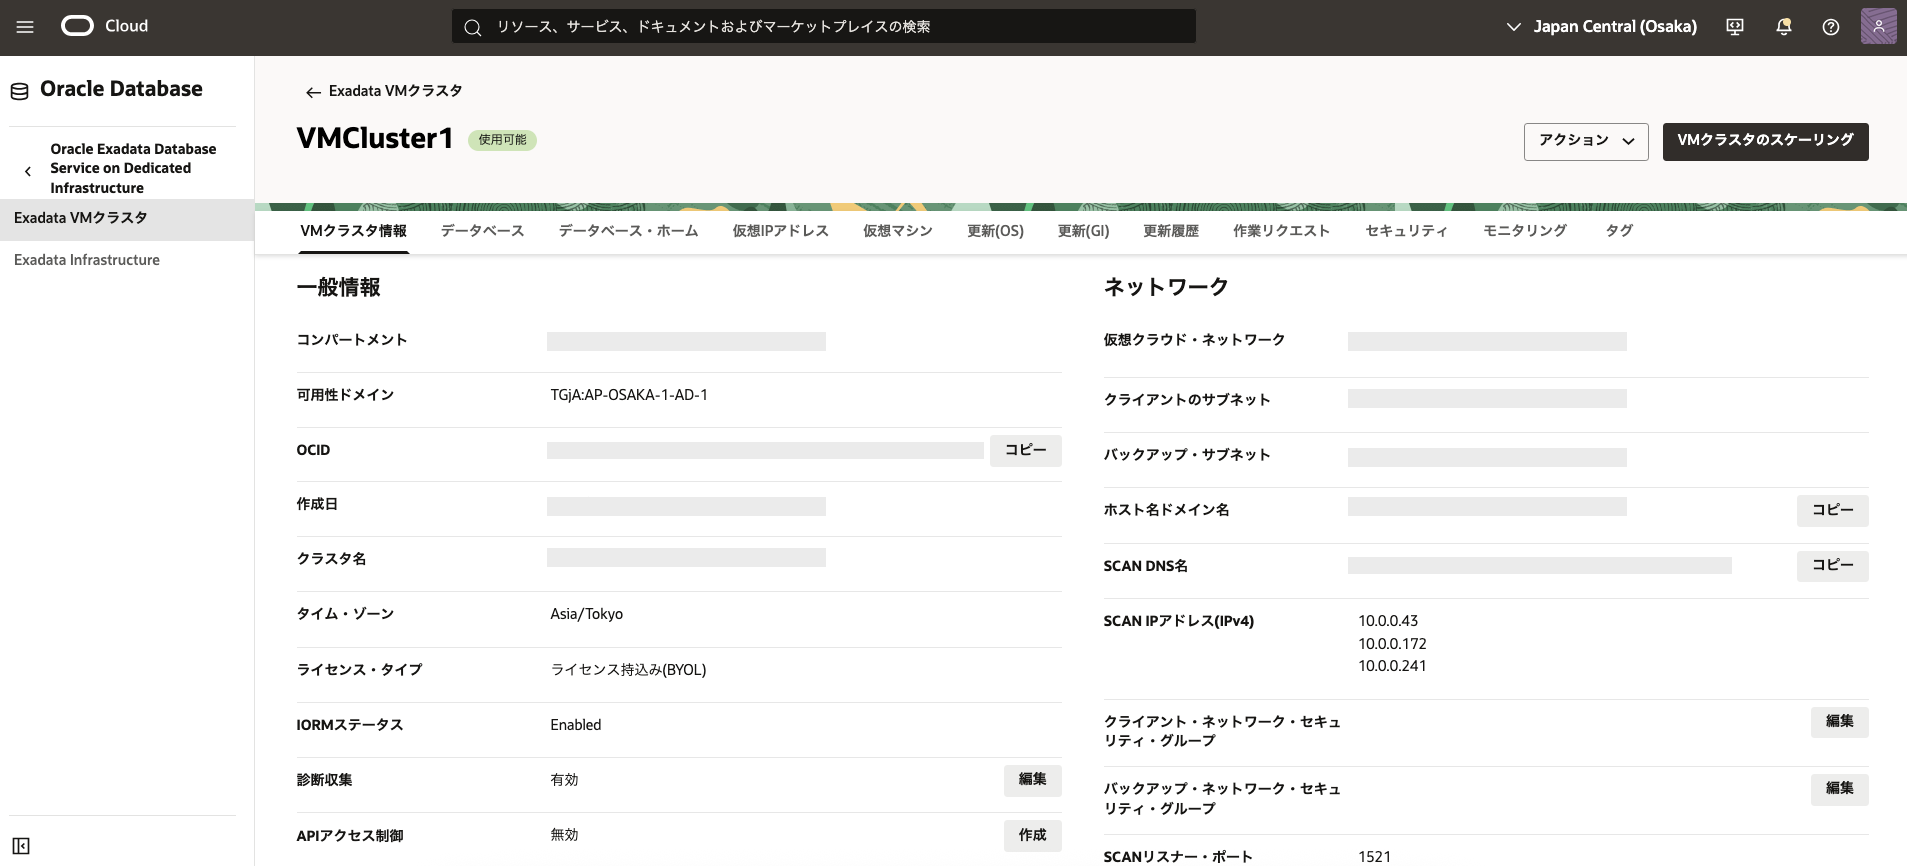 Cloud
リソース、サービス、ドキュメントおよびマーケットプレイスの検索
Japan Central (Osaka)
Oracle Database
Oracle Exadata Database
Service on Dedicated
Infrastructure
Exadata VMクラスタ
Exadata Infrastructure
Exadata VMクラスタ
VMCluster1
使用可能
アクション
VMクラスタのスケーリング
VMクラスタ情報
データベース
データベース・ホーム
仮想IPアドレス
仮想マシン
更新(OS)
更新(GI)
更新履歴
作業リクエスト
セキュリティ
モニタリング
タグ
一般情報
コンパートメント
可用性ドメイン
TGjA:AP-OSAKA-1-AD-1
OCID
コピー
作成日
クラスタ名
タイム・ゾーン
Asia/Tokyo
ライセンス・タイプ
ライセンス持込み(BYOL)
IORMステータス
Enabled
診断収集
有効
編集
APIアクセス制御
無効
作成
ネットワーク
仮想クラウド・ネットワーク
クライアントのサブネット
バックアップ・サブネット
ホスト名ドメイン名
コピー
SCAN DNS名
コピー
SCAN IPアドレス(IPv4)
10.0.0.43
10.0.0.172
10.0.0.241
クライアント・ネットワーク・セキュ
リティ・グループ
編集
バックアップ・ネットワーク・セキュ
リティ・グループ
編集
SCANリスナー・ポート
1521